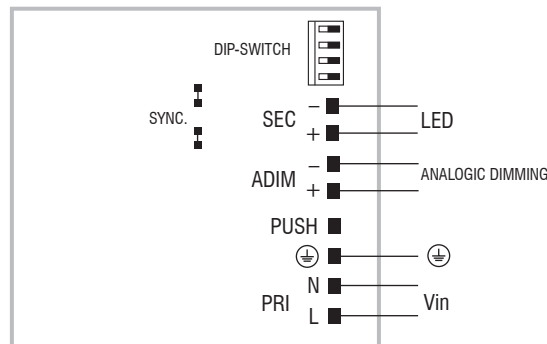 DIP-SWITCH
SYNC.
SEC − + LED
ADIM − + ANALOGIC DIMMING
PUSH
PRI N L Vin